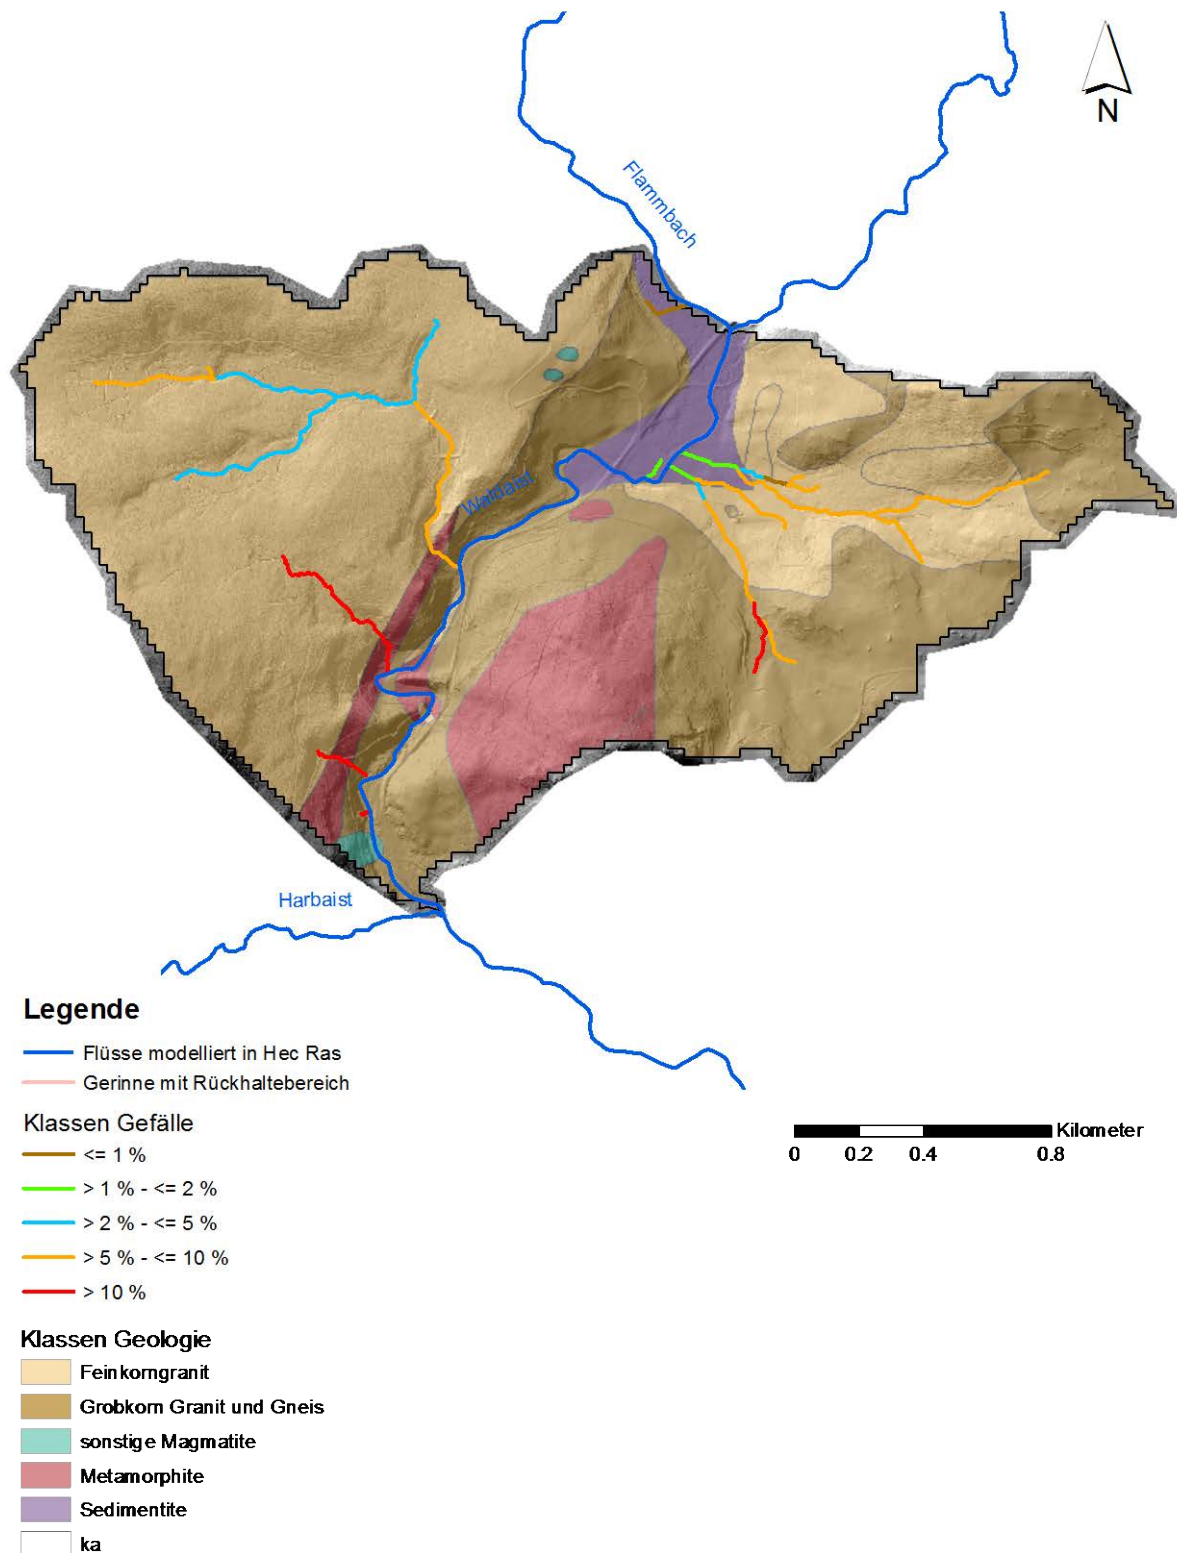 N
Flammbach
Waldaist
Harbaist
Legende
Flüsse modelliert in Hec Ras
Gerinne mit Rückhaltebereich
Klassen Gefälle
<= 1 %
> 1 % - <= 2 %
> 2 % - <= 5 %
> 5 % - <= 10 %
> 10 %
Kilometer
0 0.2 0.4 0.8
Klassen Geologie
Feinkorngranit
Grobkorn Granit und Gneis
sonstige Magmatite
Metamorphite
Sedimentite
ka